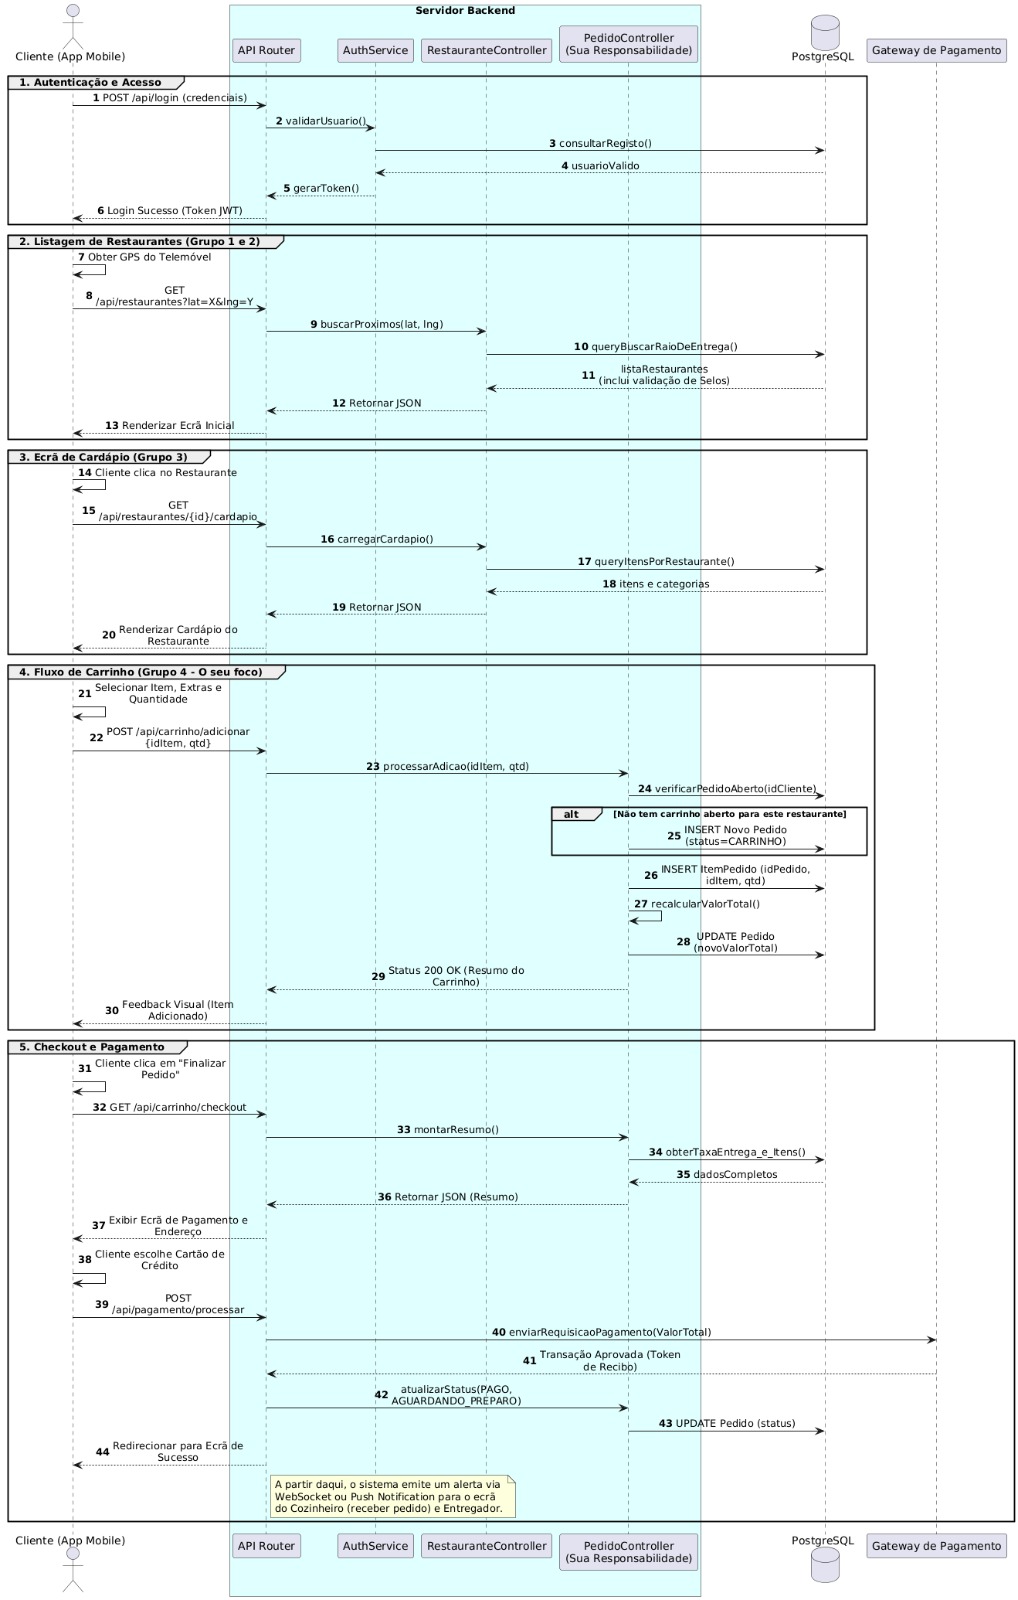 Servidor Backend
Cliente (App Mobile)
API Router
AuthService
RestauranteController
PedidoController
(Sua Responsabilidade)
PostgreSQL
Gateway de Pagamento
1. Autenticação e Acesso
1 POST /api/login (credenciais)
2 validarUsuario()
3 consultarRegisto()
4 usuarioValido
5 gerarToken()
6 Login Sucesso (Token JWT)
2. Listagem de Restaurantes (Grupo 1 e 2)
7 Obter GPS do Telemóvel
8 GET
/api/restaurantes?lat=X&lng=Y
9 buscarProximos(lat, lng)
10 queryBuscarRaioDeEntrega()
11 listaRestaurantes
(inclui validação de Selos)
12 Retornar JSON
13 Renderizar Ecrã Inicial
3. Ecrã de Cardápio (Grupo 3)
14 Cliente clica no Restaurante
15 GET
/api/restaurantes/{id}/cardapio
16 carregarCardapio()
17 queryItensPorRestaurante()
18 itens e categorias
19 Retornar JSON
20 Renderizar Cardápio do
Restaurante
4. Fluxo de Carrinho (Grupo 4 - O seu foco)
21 Selecionar Item, Extras e
Quantidade
22 POST /api/carrinho/adicionar
{idItem, qtd}
23 processarAdicao(idItem, qtd)
24 verificarPedidoAberto(idCliente)
alt [Não tem carrinho aberto para este restaurante]
25 INSERT Novo Pedido
(status=CARRINHO)
26 INSERT ItemPedido (idPedido,
idItem, qtd)
27 recalcularValorTotal()
28 UPDATE Pedido
(novoValorTotal)
29 Status 200 OK (Resumo do
Carrinho)
30 Feedback Visual (Item
Adicionado)
5. Checkout e Pagamento
31 Cliente clica em "Finalizar
Pedido"
32 GET /api/carrinho/checkout
33 montarResumo()
34 obterTaxaEntrega_e_Itens()
35 dadosCompletos
36 Retornar JSON (Resumo)
37 Exibir Ecrã de Pagamento e
Endereço
38 Cliente escolhe Cartão de
Crédito
39 POST
/api/pagamento/processar
40 enviarRequisicaoPagamento(ValorTotal)
41 Transação Aprovada (Token
de Recibo)
42 atualizarStatus(PAGO,
AGUARDANDO_PREPARO)
43 UPDATE Pedido (status)
44 Redirecionar para Ecrã de
Sucesso
A partir daqui, o sistema emite um alerta via
WebSocket ou Push Notification para o ecrã
do Cozinheiro (receber pedido) e Entregador.
Cliente (App Mobile)
API Router
AuthService
RestauranteController
PedidoController
(Sua Responsabilidade)
PostgreSQL
Gateway de Pagamento